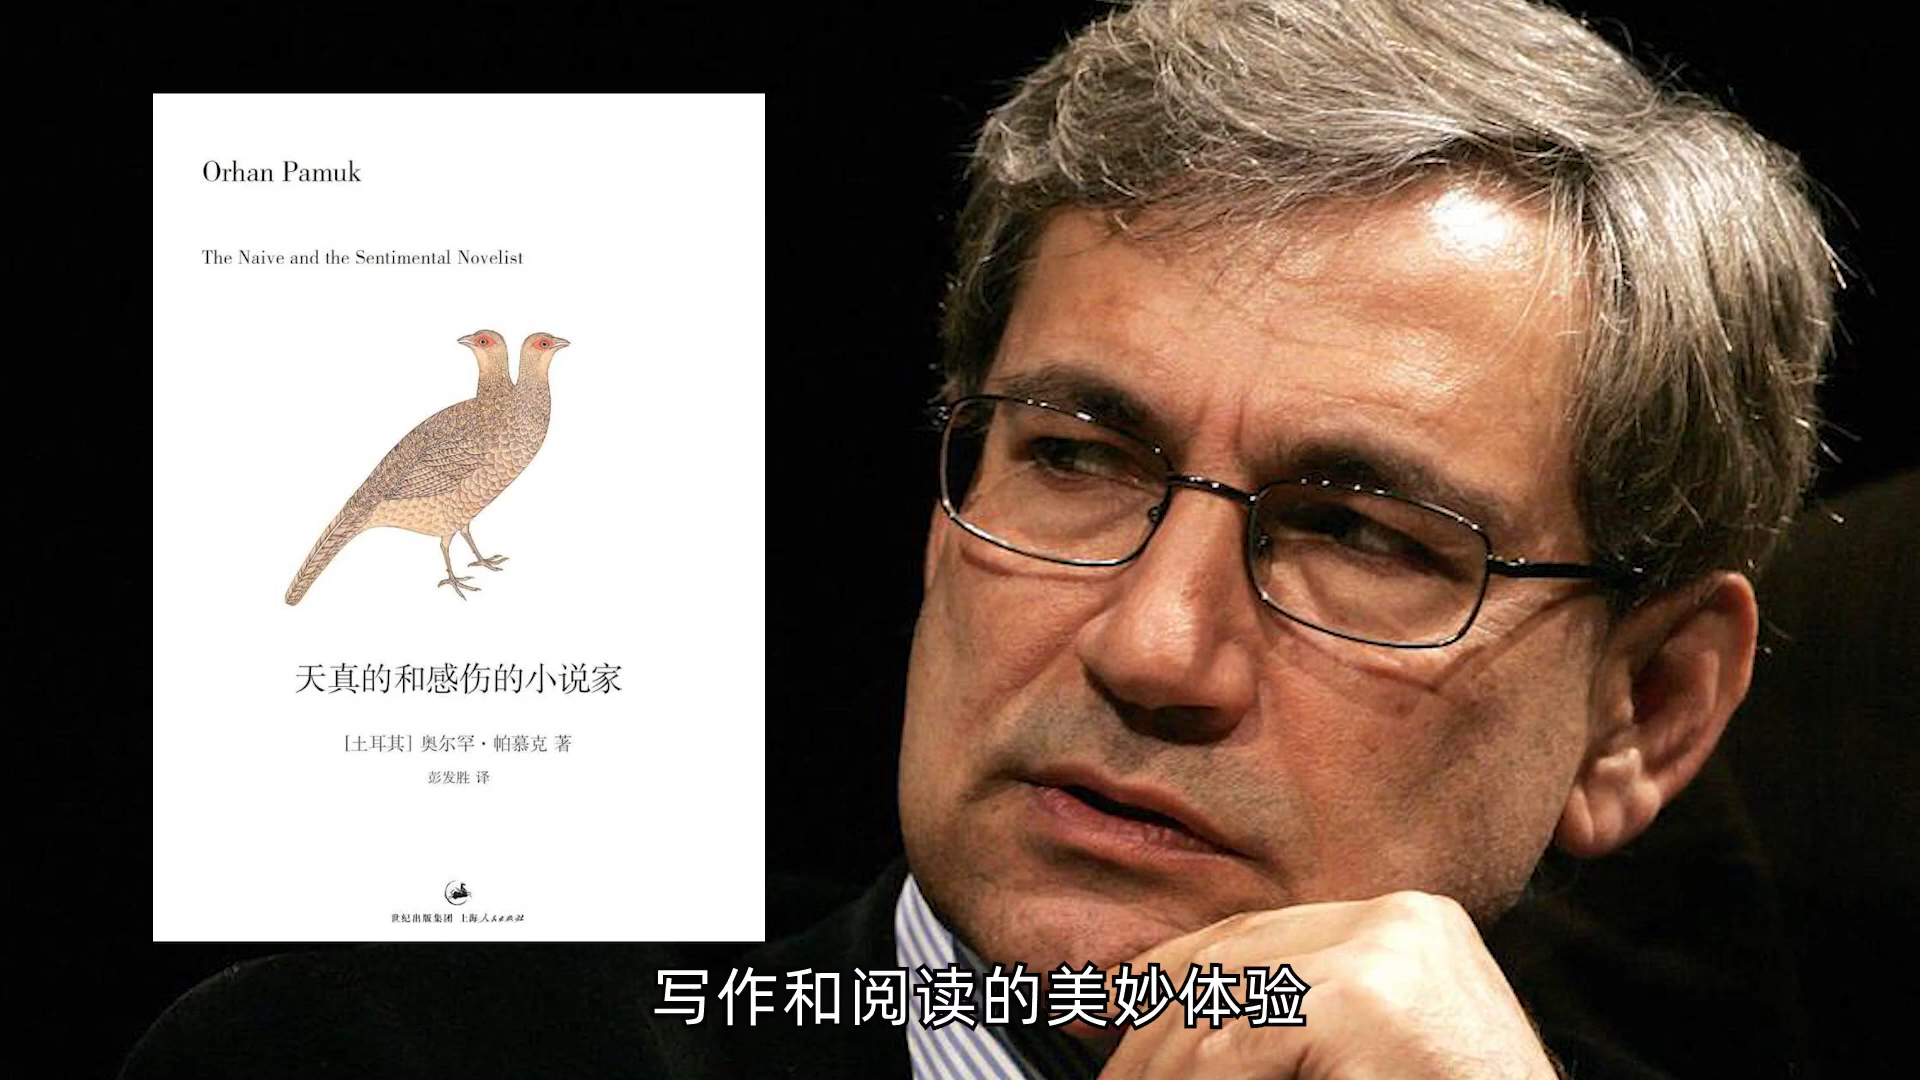 Orhan Pamuk
The Naive and the Sentimental Novelist
天真的和感伤的小说家
[土耳其] 奥尔罕·帕慕克 著
彭发胜 译
世纪出版集团 上海人民出版社
写作和阅读的美妙体验